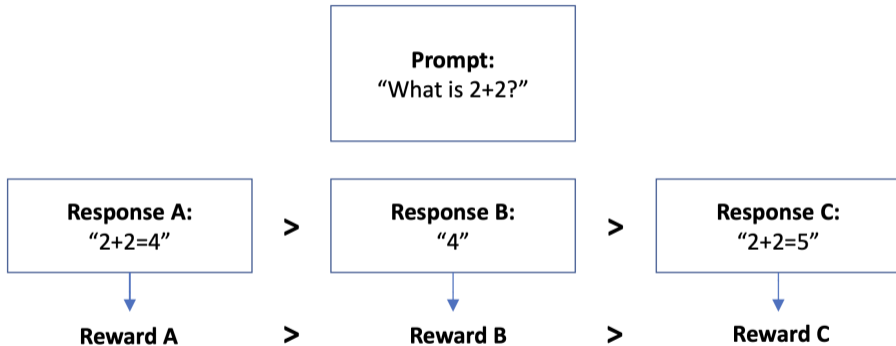 Prompt:
“What is 2+2?”
Response A:
“2+2=4”
>
Response B:
“4”
>
Response C:
“2+2=5”
Reward A > Reward B > Reward C